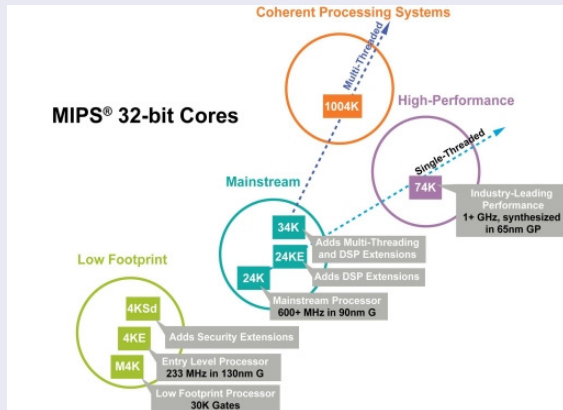 Coherent Processing Systems
Multi-Threaded
1004K
High-Performance
MIPS® 32-bit Cores
Single-Threaded
74K
Industry-Leading
Performance
1+ GHz, synthesized
in 65nm GP
Mainstream
34K
Adds Multi-Threading
and DSP Extensions
24KE
Adds DSP Extensions
24K
Mainstream Processor
600+ MHz in 90nm G
Low Footprint
4KSd
Adds Security Extensions
4KE
Entry Level Processor
233 MHz in 130nm G
M4K
Low Footprint Processor
30K Gates